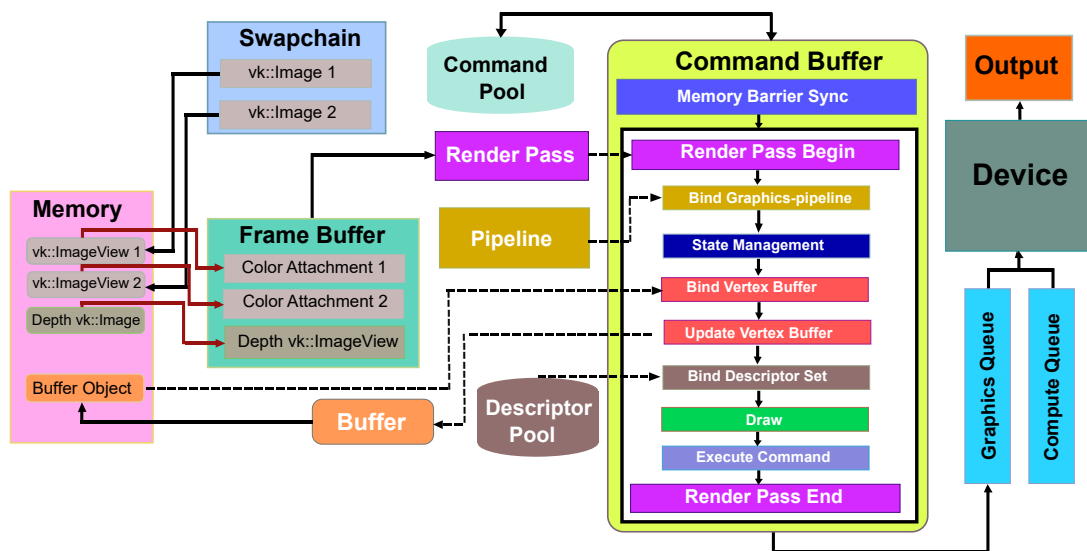 Swapchain
vk::Image 1
vk::Image 2
Memory
vk::ImageView 1
vk::ImageView 2
Depth vk::Image
Buffer Object
Frame Buffer
Color Attachment 1
Color Attachment 2
Depth vk::ImageView
Buffer
Command
Pool
Render Pass
Pipeline
Descriptor
Pool
Command Buffer
Memory Barrier Sync
Render Pass Begin
Bind Graphics-pipeline
State Management
Bind Vertex Buffer
Update Vertex Buffer
Bind Descriptor Set
Draw
Execute Command
Render Pass End
Output
Device
Graphics Queue
Compute Queue